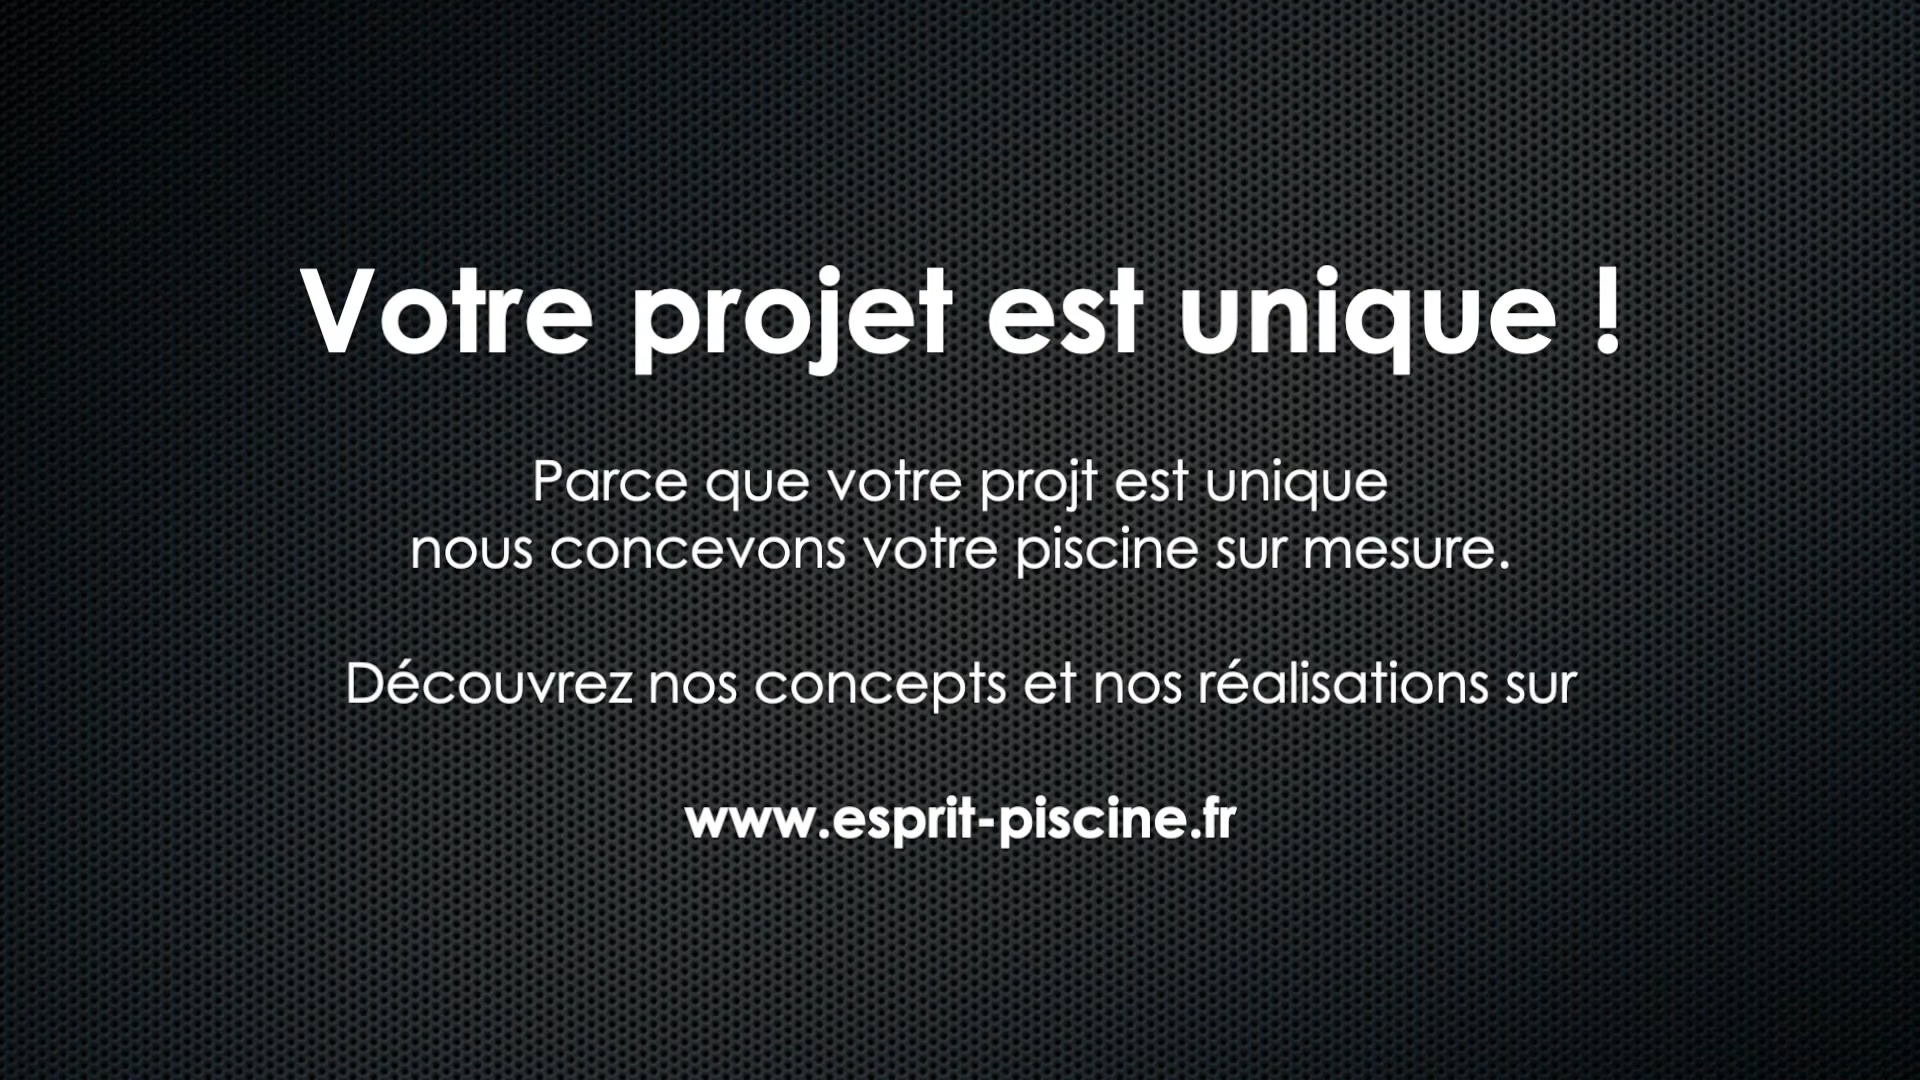 Votre projet est unique !
Parce que votre projt est unique
nous concevons votre piscine sur mesure.
Découvrez nos concepts et nos réalisations sur
www.esprit-piscine.fr